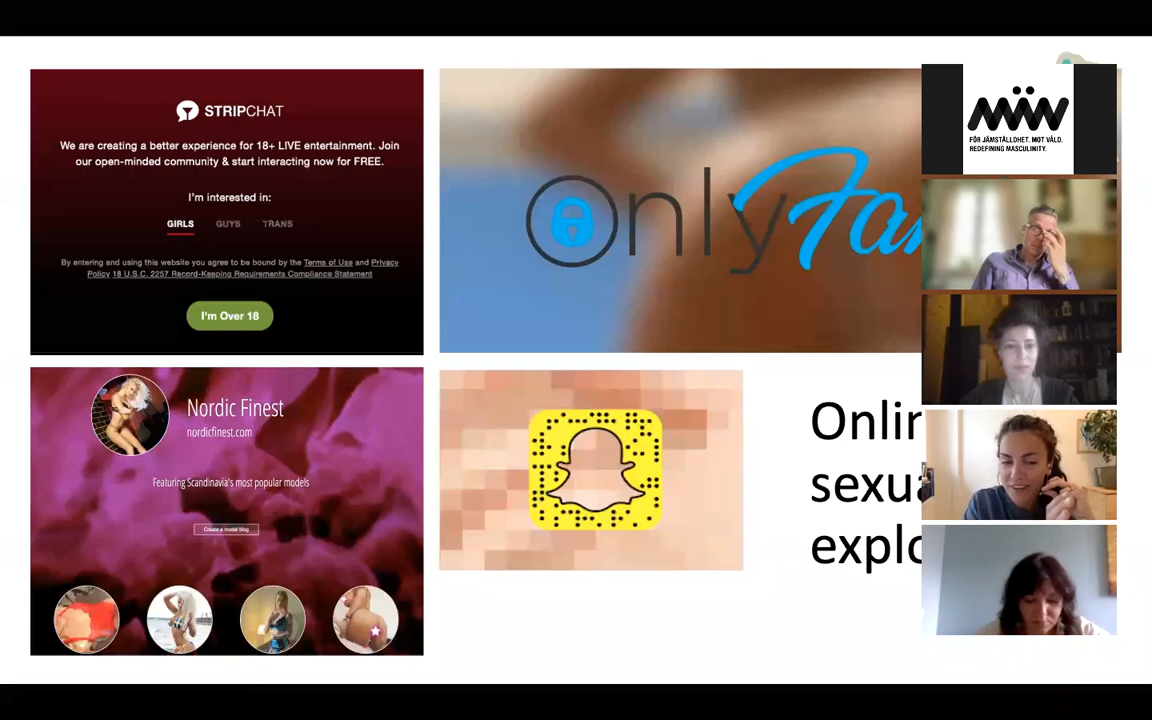 STRIPCHAT
We are creating a better experience for 18+ LIVE entertainment. Join
our open-minded community & start interacting now for FREE.
I'm interested in:
GIRLS GUYS TRANS
By entering and using this website you agree to be bound by the Terms of Use and Privacy
Policy 18 U.S.C. 2257 Record-Keeping Requirements Compliance Statement
I'm Over 18
OnlyFan
MÄN
FÖR JÄMSTÄLLDHET. MOT VÅLD.
REDEFINING MASCULINITY.
Nordic Finest
nordicfinest.com
Featuring Scandinavia's most popular models
Create a model blog
Onlin
sexua
explo